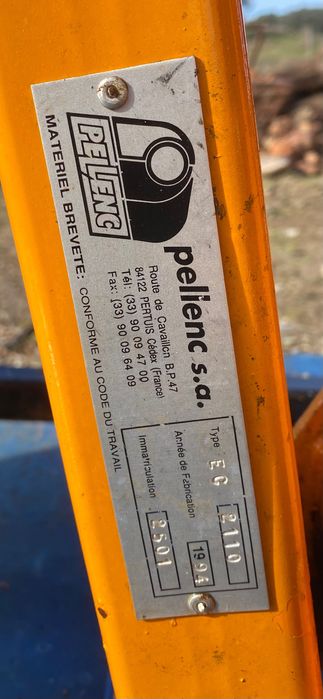 PELLENC
pellenc s.a.
Route de Cavaillon B.P.47
84122 PERTUIS Cédex (France)
Tél: (33) 90 09 47 00
Fax: (33) 90 09 64 09
MATERIEL BREVETE: CONFORME AU CODE DU TRAVAIL
Type EC 2110
Année de Fabrication 1994
Immatriculation 2501